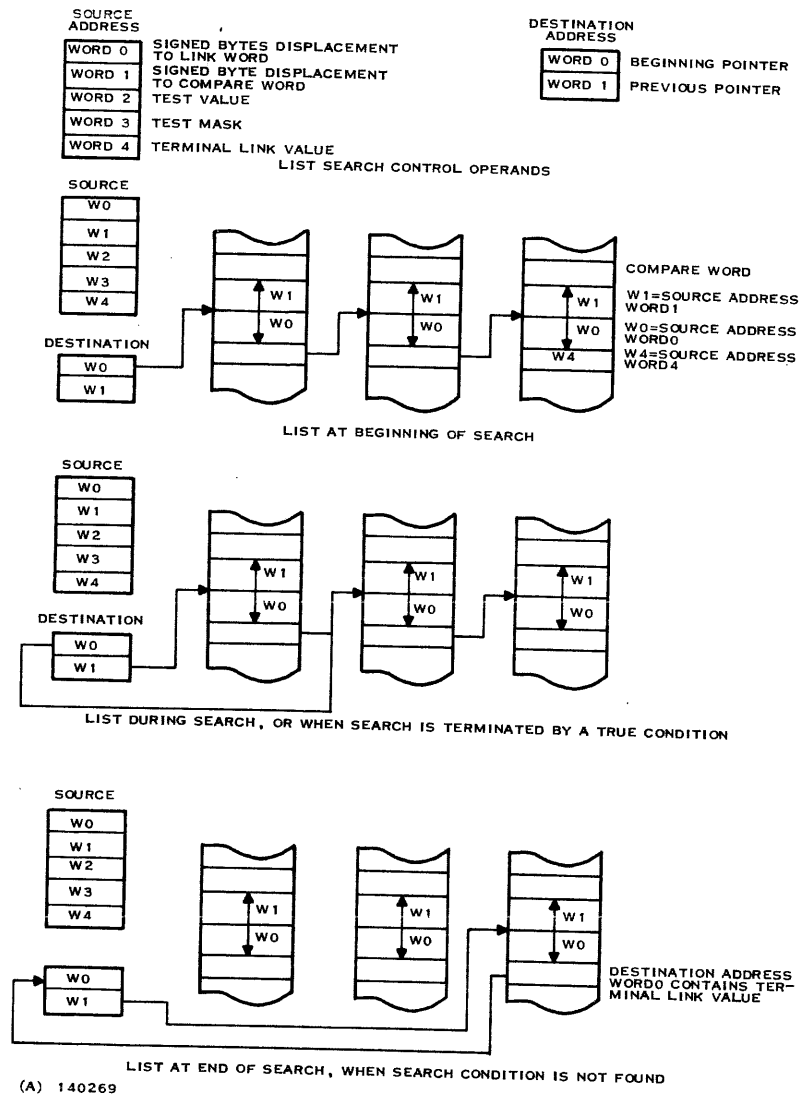 SOURCE
ADDRESS
WORD 0 SIGNED BYTES DISPLACEMENT
TO LINK WORD
WORD 1 SIGNED BYTE DISPLACEMENT
TO COMPARE WORD
WORD 2 TEST VALUE
WORD 3 TEST MASK
WORD 4 TERMINAL LINK VALUE
DESTINATION
ADDRESS
WORD 0 BEGINNING POINTER
WORD 1 PREVIOUS POINTER
LIST SEARCH CONTROL OPERANDS
SOURCE
W0
W1
W2
W3
W4
DESTINATION
W0
W1
W1
W0
W1
W0
W1
W0
W4
COMPARE WORD
W1=SOURCE ADDRESS
WORD1
W0=SOURCE ADDRESS
WORD0
W4=SOURCE ADDRESS
WORD4
LIST AT BEGINNING OF SEARCH
SOURCE
W0
W1
W2
W3
W4
DESTINATION
W0
W1
W1
W0
W1
W0
W1
W0
LIST DURING SEARCH, OR WHEN SEARCH IS TERMINATED BY A TRUE CONDITION
SOURCE
W0
W1
W2
W3
W4
W0
W1
W1
W0
W1
W0
W1
W0
DESTINATION ADDRESS
WORD0 CONTAINS TER-
MINAL LINK VALUE
LIST AT END OF SEARCH, WHEN SEARCH CONDITION IS NOT FOUND
(A) 140269